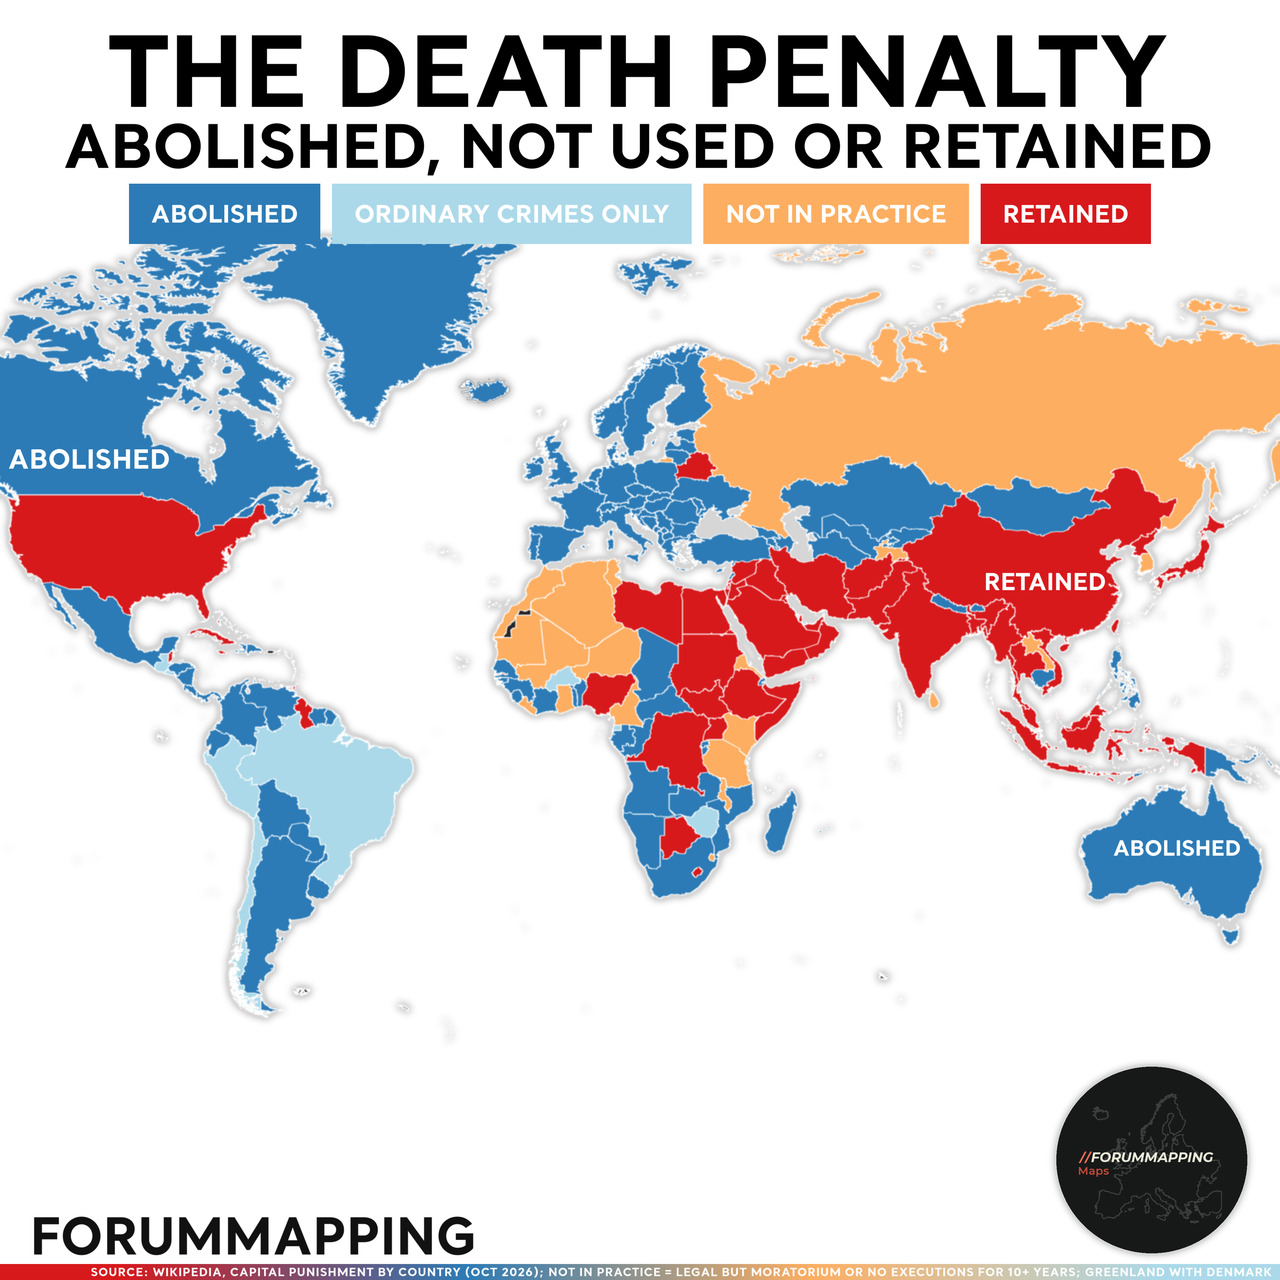 THE DEATH PENALTY
ABOLISHED, NOT USED OR RETAINED
ABOLISHED
ORDINARY CRIMES ONLY
NOT IN PRACTICE
RETAINED
ABOLISHED
RETAINED
ABOLISHED
//FORUMMAPPING
Maps
FORUMMAPPING
SOURCE: WIKIPEDIA, CAPITAL PUNISHMENT BY COUNTRY (OCT 2026); NOT IN PRACTICE = LEGAL BUT MORATORIUM OR NO EXECUTIONS FOR 10+ YEARS; GREENLAND WITH DENMARK